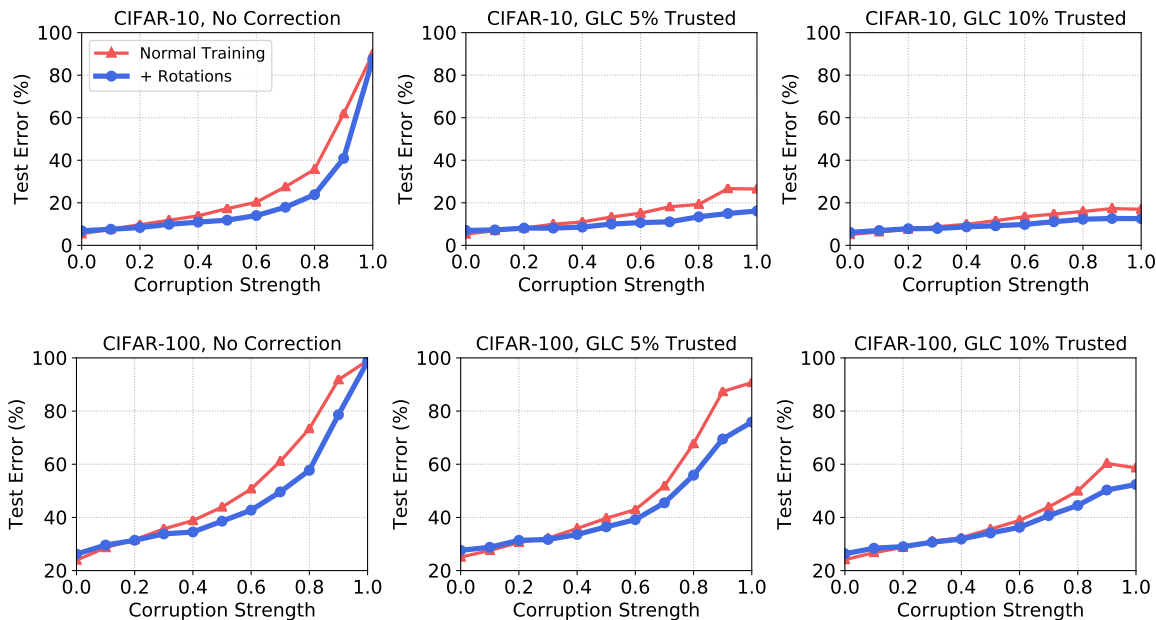 CIFAR-10, No Correction
Test Error (%)
100
80
60
40
20
0
Normal Training
+ Rotations
0.0 0.2 0.4 0.6 0.8 1.0
Corruption Strength
CIFAR-10, GLC 5% Trusted
Test Error (%)
100
80
60
40
20
0
0.0 0.2 0.4 0.6 0.8 1.0
Corruption Strength
CIFAR-10, GLC 10% Trusted
Test Error (%)
100
80
60
40
20
0
0.0 0.2 0.4 0.6 0.8 1.0
Corruption Strength
CIFAR-100, No Correction
Test Error (%)
100
80
60
40
20
0.0 0.2 0.4 0.6 0.8 1.0
Corruption Strength
CIFAR-100, GLC 5% Trusted
Test Error (%)
100
80
60
40
20
0.0 0.2 0.4 0.6 0.8 1.0
Corruption Strength
CIFAR-100, GLC 10% Trusted
Test Error (%)
100
80
60
40
20
0.0 0.2 0.4 0.6 0.8 1.0
Corruption Strength